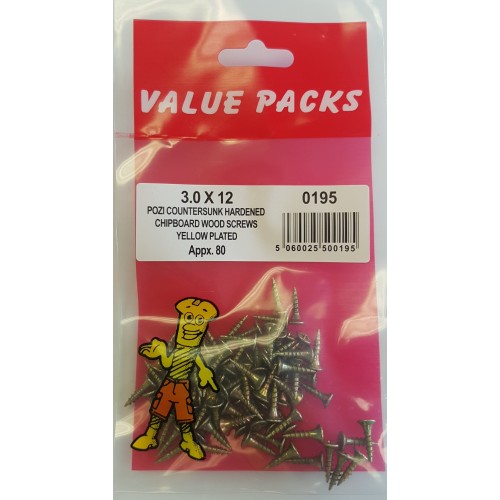 VALUE PACKS
3.0 X 12
POZI COUNTERSUNK HARDENED
CHIPBOARD WOOD SCREWS
YELLOW PLATED
Appx. 80
0195
5 060025 500195